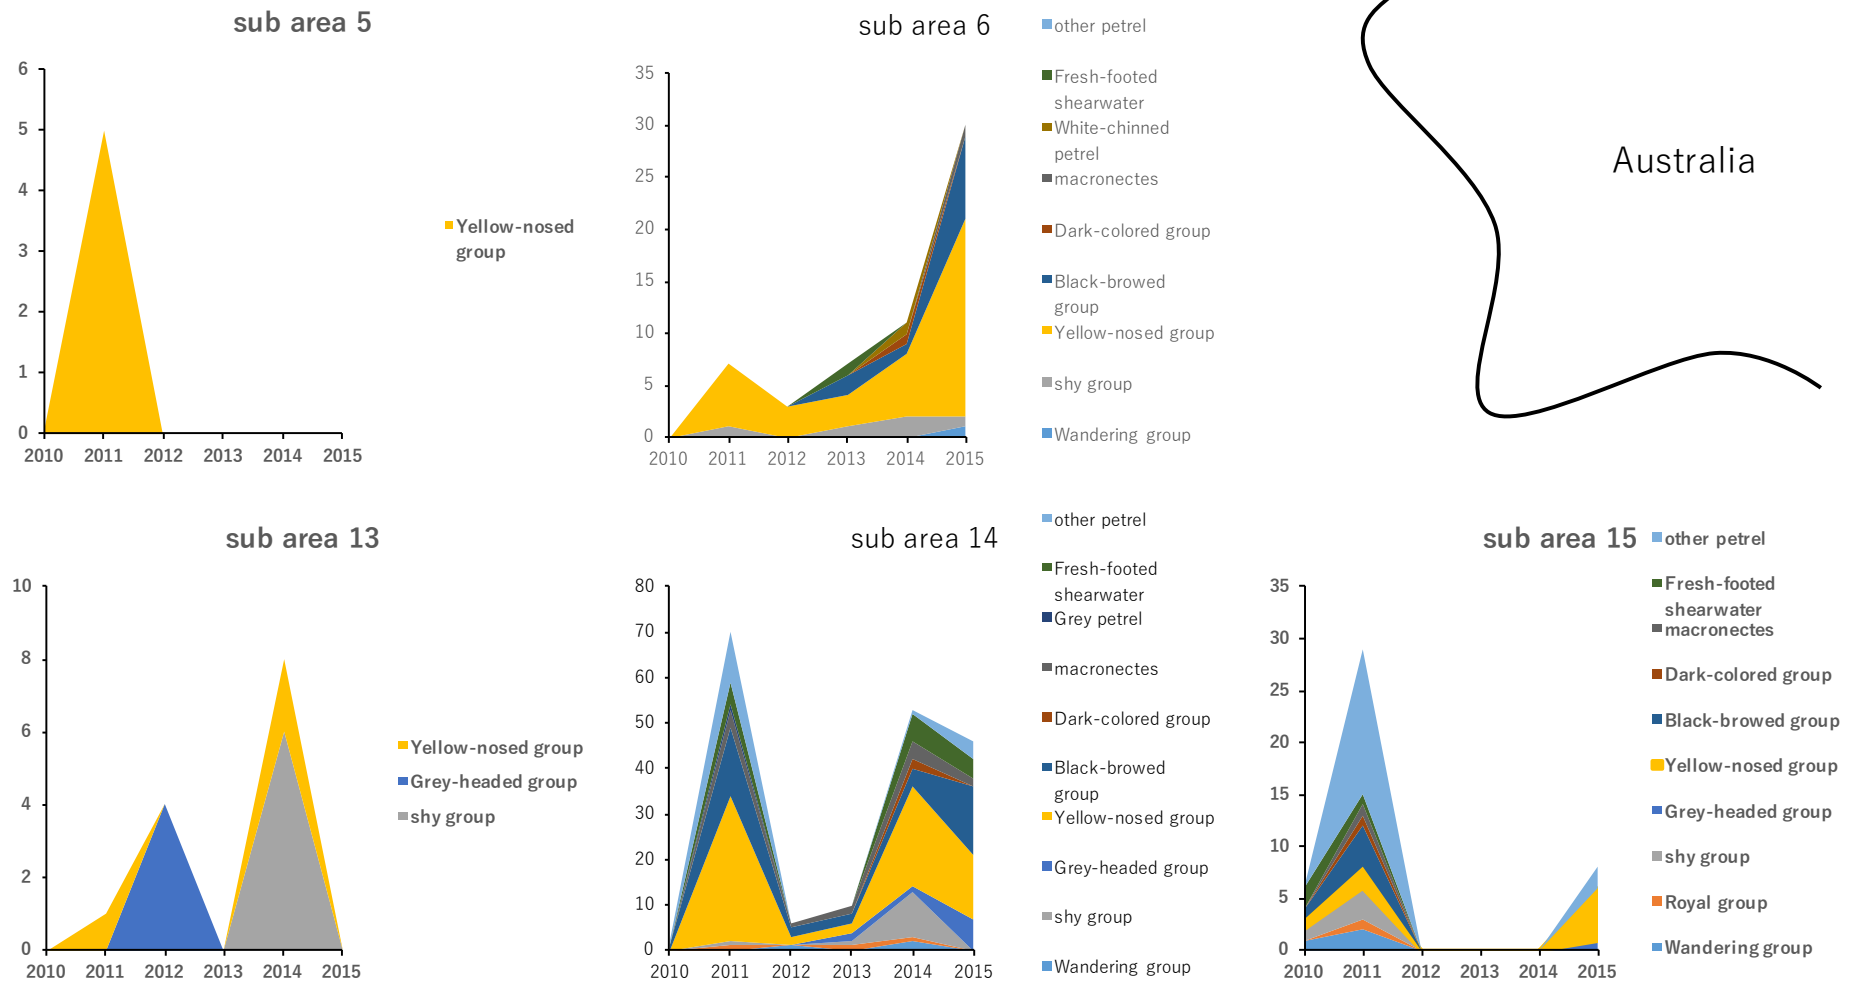 sub area 5
6
5
4
3
2
1
0
2010 2011 2012 2013 2014 2015
Yellow-nosed
group
sub area 6
35
30
25
20
15
10
5
0
2010 2011 2012 2013 2014 2015
other petrel
Fresh-footed
shearwater
White-chinned
petrel
macronectes
Dark-colored group
Black-browed
group
Yellow-nosed group
shy group
Wandering group
Australia
sub area 13
10
8
6
4
2
0
2010 2011 2012 2013 2014 2015
Yellow-nosed group
Grey-headed group
shy group
sub area 14
80
70
60
50
40
30
20
10
0
2010 2011 2012 2013 2014 2015
other petrel
Fresh-footed
shearwater
Grey petrel
macronectes
Dark-colored group
Black-browed
group
Yellow-nosed group
Grey-headed group
shy group
Wandering group
sub area 15
35
30
25
20
15
10
5
0
2010 2011 2012 2013 2014 2015
other petrel
Fresh-footed
shearwater
macronectes
Dark-colored group
Black-browed group
Yellow-nosed group
Grey-headed group
shy group
Royal group
Wandering group